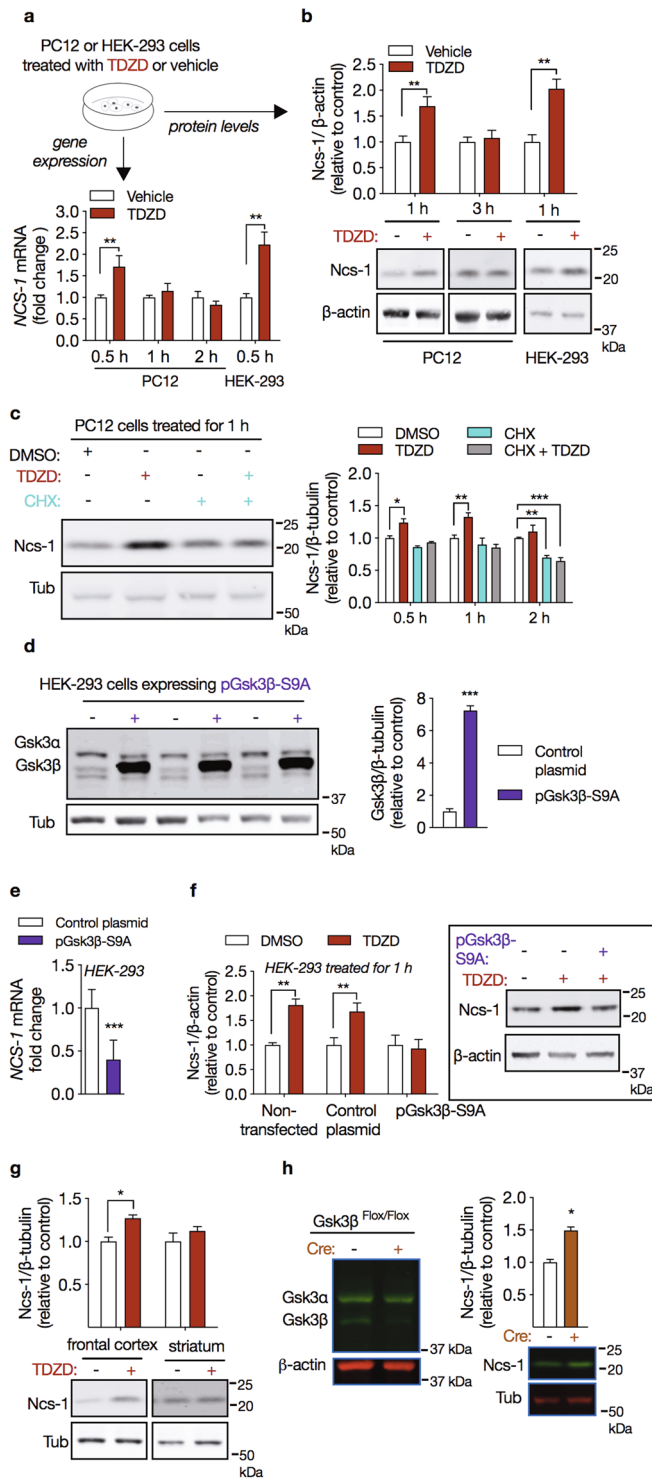 a
PC12 or HEK-293 cells
treated with TDZD or vehicle
protein levels
gene
expression
Vehicle
TDZD
NCS-1 mRNA
(fold change)
3.0
2.5
2.0
1.5
1.0
0.5
0.0
**
**
0.5 h 1 h 2 h 0.5 h
PC12 HEK-293
b
Vehicle
TDZD
Ncs-1/ β-actin
(relative to control)
2.5
2.0
1.5
1.0
0.5
0.0
**
**
1 h 3 h 1 h
TDZD: - + - + - +
Ncs-1
25
20
β-actin
37
kDa
PC12 HEK-293
c
PC12 cells treated for 1 h
DMSO: + - - -
TDZD: - + - +
CHX: - - + +
Ncs-1
25
20
Tub
50
kDa
DMSO CHX
TDZD CHX + TDZD
Ncs-1/β-tubulin
(relative to control)
2.0
1.5
1.0
0.5
0.0
*
**
***
**
0.5 h 1 h 2 h
d
HEK-293 cells expressing pGsk3β-S9A
- + - + - +
Gsk3α
Gsk3β
37
Tub
50
kDa
Gsk3β/β-tubulin
(relative to control)
8
6
4
2
0
***
Control
plasmid
pGsk3β-S9A
e
Control plasmid
pGsk3β-S9A
HEK-293
NCS-1 mRNA
fold change
1.5
1.0
0.5
0.0
***
f
DMSO TDZD
HEK-293 treated for 1 h
Ncs-1/β-actin
(relative to control)
2.5
2.0
1.5
1.0
0.5
0.0
**
**
Non-
transfected
Control
plasmid
pGsk3β-S9A
pGsk3β-
S9A: - - +
TDZD: - + +
Ncs-1
25
20
β-actin
37
kDa
g
Ncs-1/β-tubulin
(relative to control)
1.5
1.0
0.5
0.0
*
frontal cortex striatum
TDZD: - + - +
Ncs-1
25
20
Tub
50
kDa
h
Gsk3β Flox/Flox
Cre: - +
Gsk3α
Gsk3β
37 kDa
β-actin
37 kDa
Ncs-1/β-tubulin
(relative to control)
2.0
1.5
1.0
0.5
0.0
*
Cre: - +
Ncs-1
25
20
Tub
50
kDa